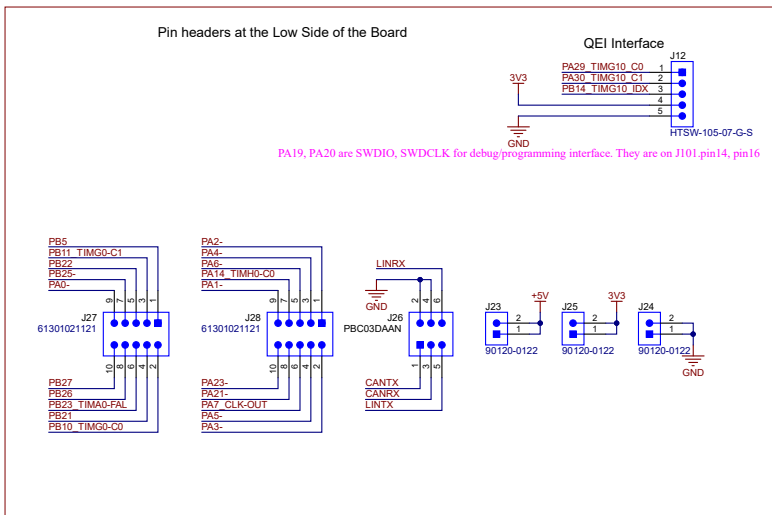 Pin headers at the Low Side of the Board
QEI Interface
J12
PA29_TIMG10_C0
1
PA30_TIMG10_C1
2
PB14_TIMG10_IDX
3
3V3
4
5
GND
HTSW-105-07-G-S
PA19, PA20 are SWDIO, SWDCLK for debug/programming interface. They are on J101.pin14, pin16
PB5
PB11_TIMG0-C1
PB22
PB25-
PA0-
9 7 5 3 1
J27
61301021121
10 8 6 4 2
PB27
PB26
PB23_TIMA0-FAL
PB21
PB10_TIMG0-C0
PA2-
PA4-
PA6-
PA14_TIMH0-C0
PA1-
9 7 5 3 1
J28
61301021121
10 8 6 4 2
PA23-
PA21-
PA7_CLK-OUT
PA5-
PA3-
LINRX
GND
2 4 6
J26
PBC03DAAN
1 3 5
CANTX
CANRX
LINTX
J23
+5V
2
1
90120-0122
J25
3V3
2
1
90120-0122
J24
2
1
90120-0122
GND